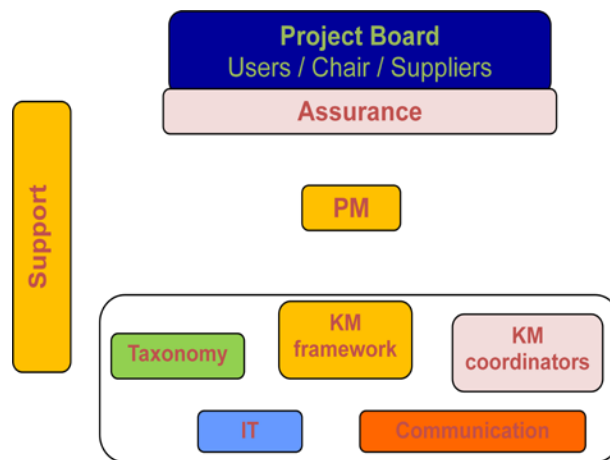 Project Board
Users / Chair / Suppliers
Assurance
Support
PM
Taxonomy
KM
framework
KM
coordinators
IT
Communication